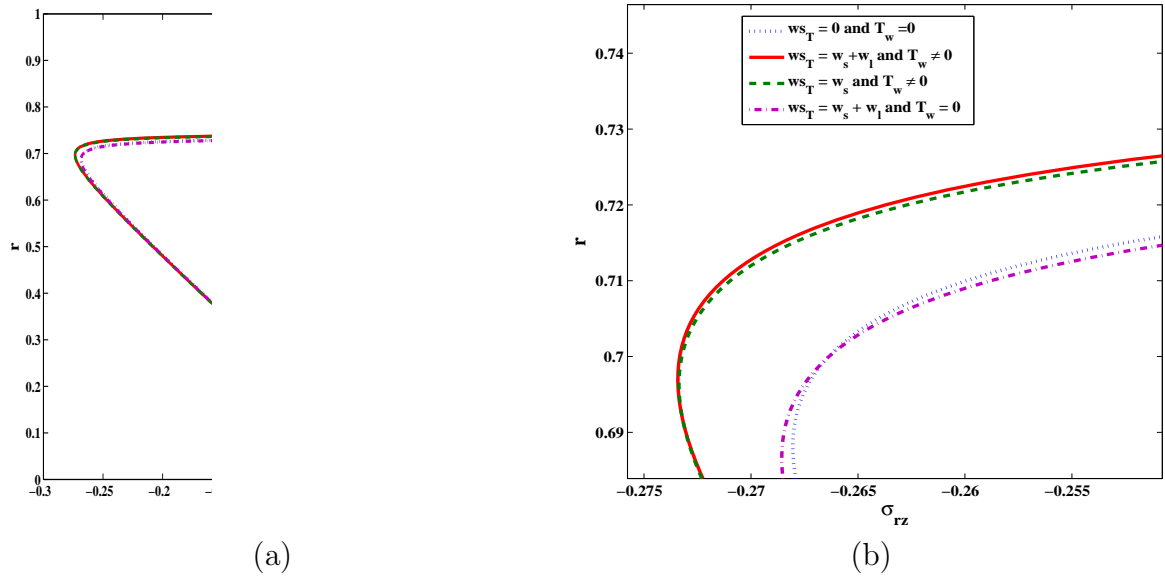 1
0.9
0.8
0.7
0.6
r 0.5
0.4
0.3
0.2
0.1
0
−0.3 −0.25 −0.2
(a)
ws_T = 0 and T_w =0
ws_T = w_s+w_l and T_w ≠ 0
ws_T = w_s and T_w ≠ 0
ws_T = w_s + w_l and T_w = 0
0.74
0.73
0.72
r
0.71
0.7
0.69
−0.275 −0.27 −0.265 −0.26 −0.255
σ_rz
(b)